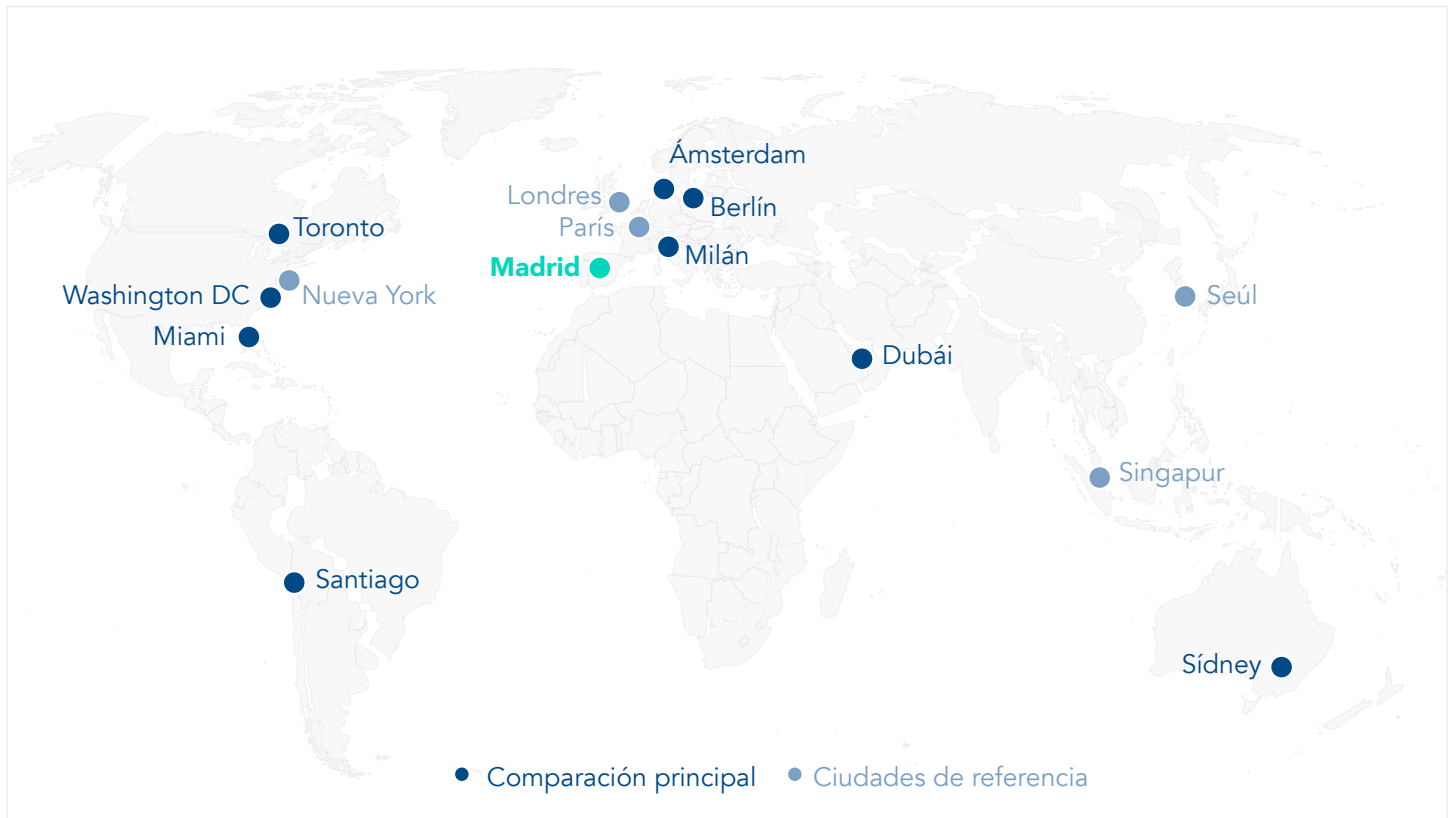 Ámsterdam
Londres
Berlín
París
Toronto
Milán
Madrid
Washington DC
Nueva York
Seúl
Miami
Dubái
Singapur
Santiago
Sídney
Comparación principal
Ciudades de referencia